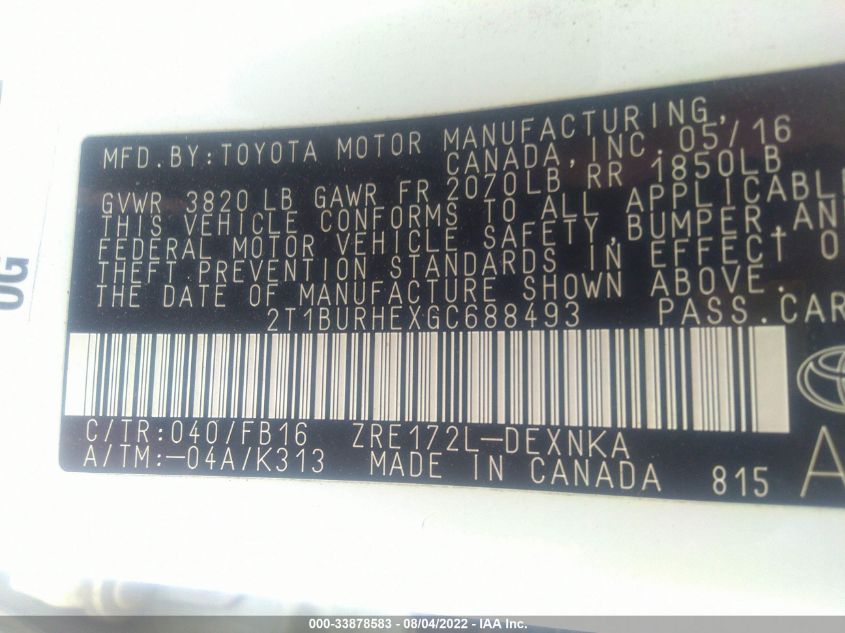 MFD.BY:TOYOTA MOTOR MANUFACTURING,
CANADA,INC.05/16
GVWR 3820 LB GAWR FR 2070LB RR 1850LB
THIS VEHICLE CONFORMS TO ALL APPLICABLE
FEDERAL MOTOR VEHICLE SAFETY,BUMPER,AND
THEFT PREVENTION STANDARDS IN EFFECT O
THE DATE OF MANUFACTURE SHOWN ABOVE.
2T1BURHEXGC688493 PASS.CAR
C/TR:040/FB16 ZRE172L-DEXNKA
A/TM:-04A/K313 MADE IN CANADA 815 A
OG
000-33878583 - 08/04/2022 - IAA Inc.